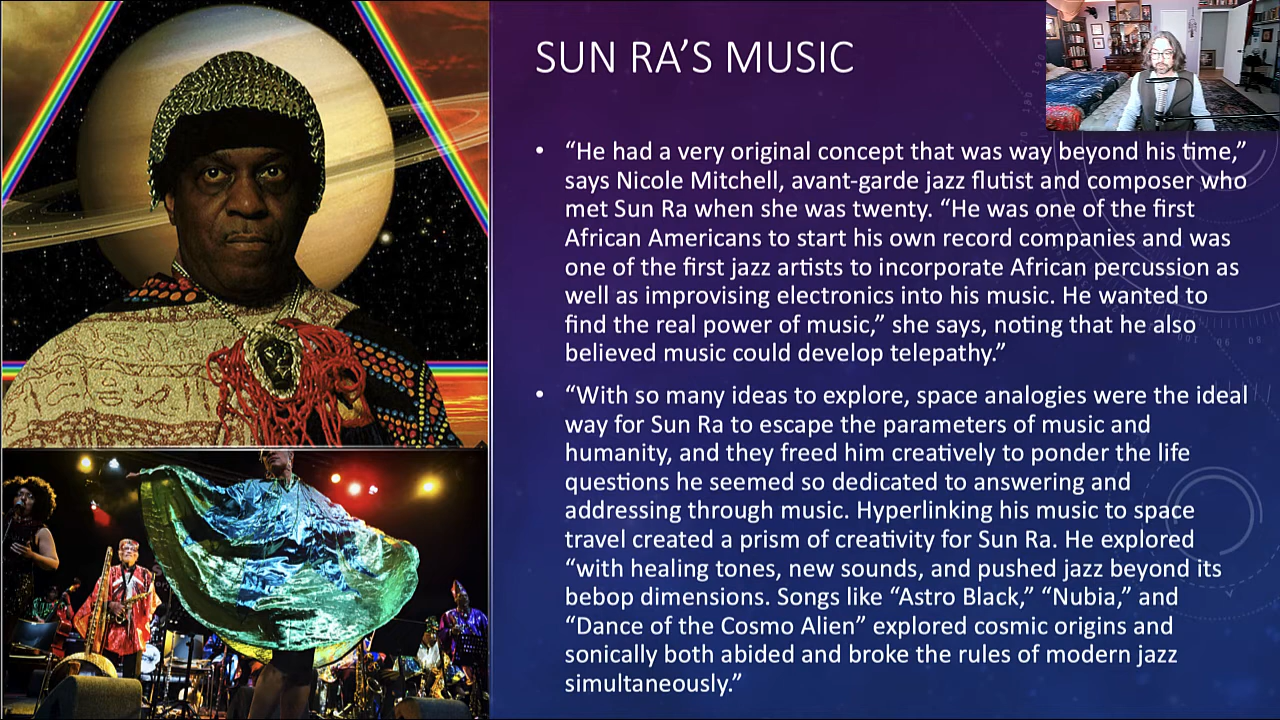 SUN RA’S MUSIC
• “He had a very original concept that was way beyond his time,”
says Nicole Mitchell, avant-garde jazz flutist and composer who
met Sun Ra when she was twenty. “He was one of the first
African Americans to start his own record companies and was
one of the first jazz artists to incorporate African percussion as
well as improvising electronics into his music. He wanted to
find the real power of music,” she says, noting that he also
believed music could develop telepathy.”
• “With so many ideas to explore, space analogies were the ideal
way for Sun Ra to escape the parameters of music and
humanity, and they freed him creatively to ponder the life
questions he seemed so dedicated to answering and
addressing through music. Hyperlinking his music to space
travel created a prism of creativity for Sun Ra. He explored
“with healing tones, new sounds, and pushed jazz beyond its
bebop dimensions. Songs like “Astro Black,” “Nubia,” and
“Dance of the Cosmo Alien” explored cosmic origins and
sonically both abided and broke the rules of modern jazz
simultaneously.”